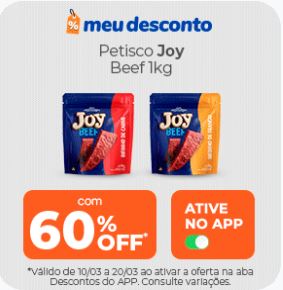 % meu desconto
Petisco Joy
Beef 1kg
JOY
BEEF
JOY
BEEF
com
60% OFF*
ATIVE
NO APP
*Válido de 10/03 a 20/03 ao ativar a oferta na aba
Descontos do APP. Consulte variações.